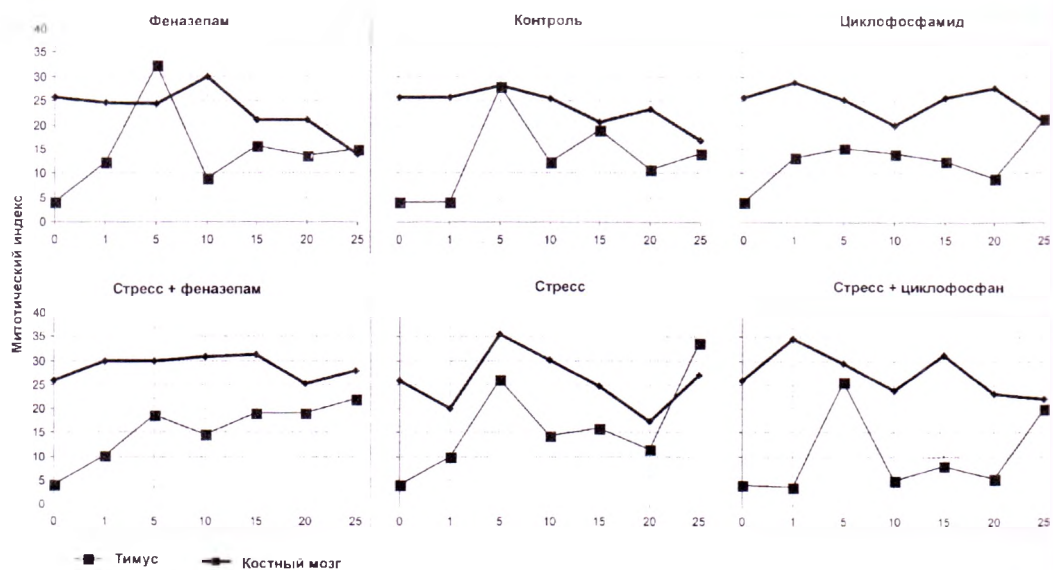 Феназепам
Контроль
Циклофосфамид
Митотический индекс
40
35
30
25
20
15
10
5
0
0 1 5 10 15 20 25
0 1 5 10 15 20 25
0 1 5 10 15 20 25
Стресс + феназепам
Стресс
Стресс + циклофосфан
40
35
30
25
20
15
10
5
0
0 1 5 10 15 20 25
0 1 5 10 15 20 25
0 1 5 10 15 20 25
Тимус
Костный мозг